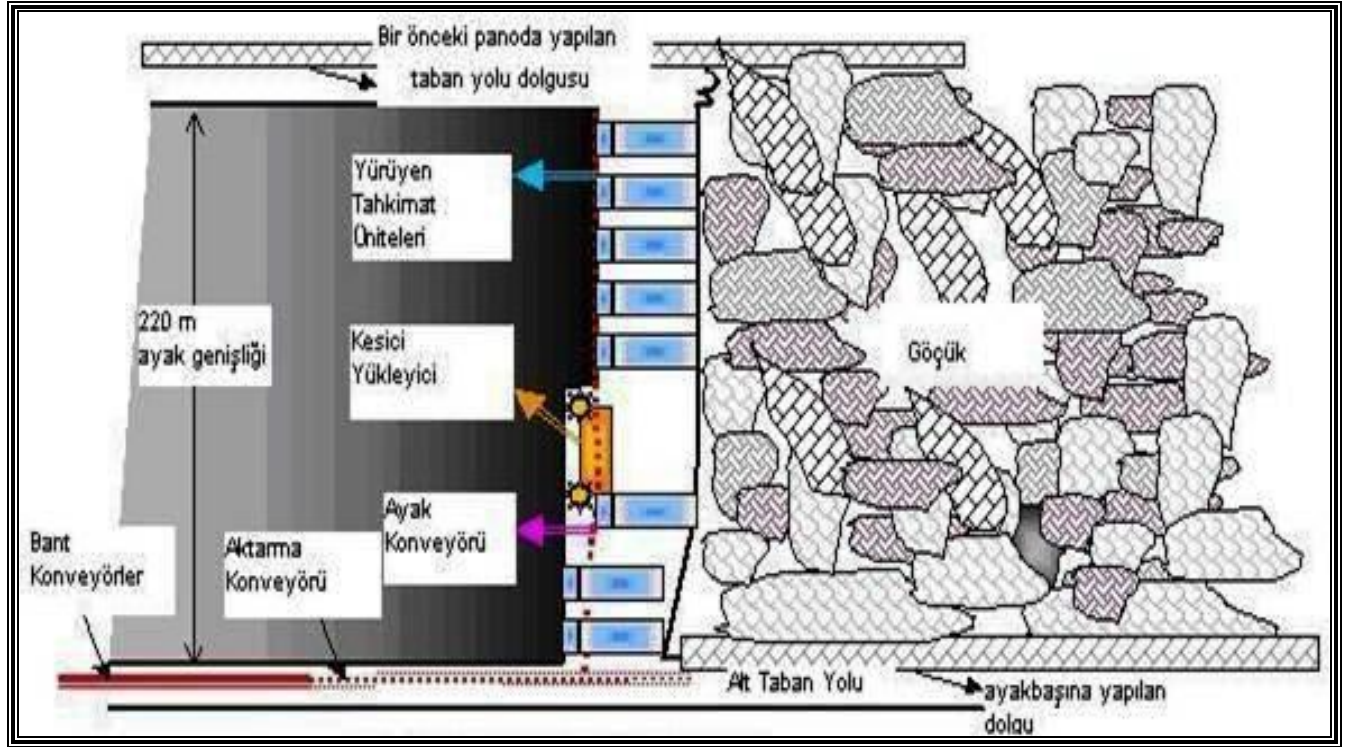 Bir önceki panoda yapılan
taban yolu dolgusu
Yürüyen
Tahkimat
Üniteleri
220 m
ayak genişliği
Kesici
Yükleyici
Göçük
Ayak
Konveyörü
Bant
Konveyörler
Aktarma
Konveyörü
Alt Taban Yolu
ayakbaşına yapılan
dolgu